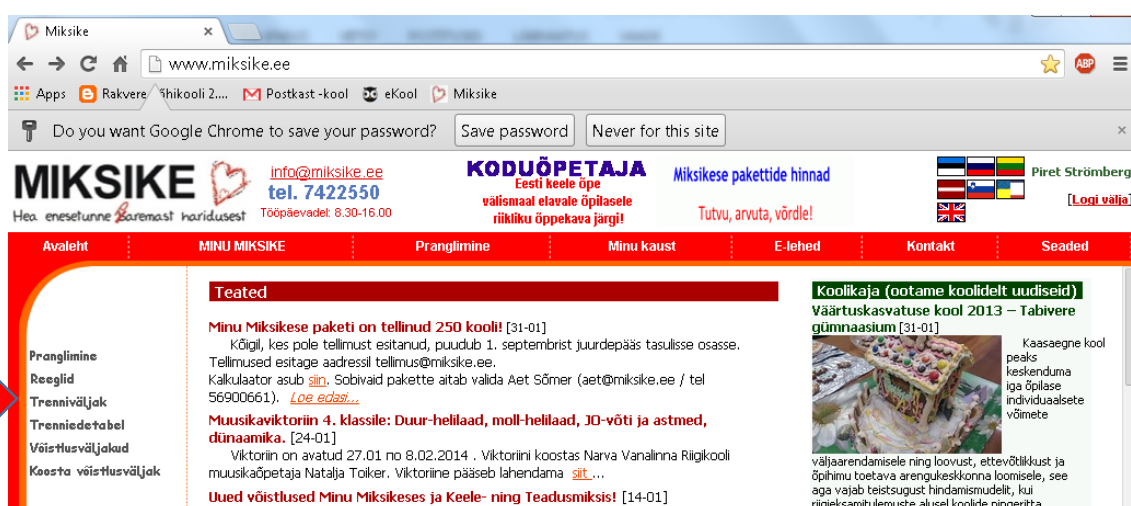 Miksike
www.miksike.ee
ABP
Apps
Rakvere
Postkast -kool
eKool
Miksike
Do you want Google Chrome to save your password?
Save password
Never for this site
MIKSIKE
Hea enesetunne paremast haridusest
info@miksike.ee
tel. 7422550
Tööpäevadel: 8.30-16.00
KODUÕPETAJA
Eesti keele õpe
välismaal elavale õpilasele
riikliku õppekava järgi!
Miksikese pakettide hinnad
Tutvu, arvuta, võrdle!
Piret Strömberg
[Logi välja]
Avaleht MINU MIKSIKE Pranglimine Minu kaust E-lehed Kontakt Seaded
Pranglimine
Reeglid
Trenniväljak
Trenniedetabel
Võistlusväljakud
Koosta võistlusväljak
Teated
Minu Miksikese paketi on tellinud 250 kooli! [31-01]
Kõigil, kes pole tellimust esitanud, puudub 1. septembrist juurdepääs tasulisse osasse.
Tellimused esitage aadressil tellimus@miksike.ee.
Kalkulaator asub siin. Sobivaid pakette aitab valida Aet Sõmer (aet@miksike.ee / tel
56900661). Loe edasi...
Muusikaviktoriin 4. klassile: Duur-helilaad, moll-helilaad, JO-võti ja astmed,
dünaamika. [24-01]
Viktoriin on avatud 27.01 no 8.02.2014 . Viktoriini koostas Narva Vanalinna Riigikooli
muusikaõpetaja Natalja Toiker. Viktoriine pääseb lahendama siit ...
Uued võistlused Minu Miksikeses ja Keele- ning Teadusmiksis! [14-01]
Koolikaja (ootame koolidelt uudiseid)
Väärtuskasvatuse kool 2013 – Tabivere
gümnaasium [31-01]
Kaasaegne kool
peaks
keskenduma
iga õpilase
individuaalsete
võimete
väljaarendamisele ning loovust, ettevõtlikkust ja
õpihimu toetava arengukeskkonna loomisele, see
aga vajab teistsugust hindamismudelit, kui
riigieksamitulemuste alusel koolide pingeritta